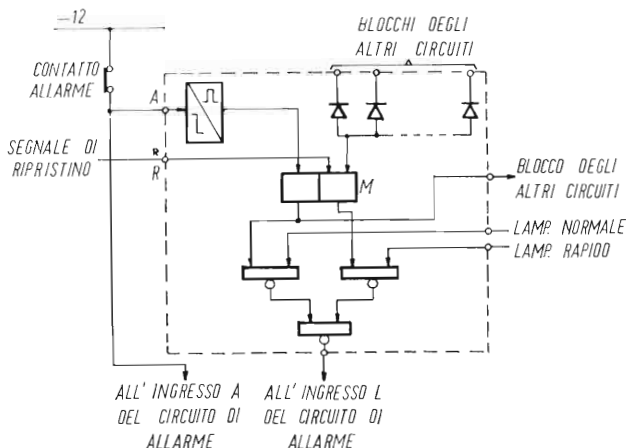 –12
BLOCCHI DEGLI
ALTRI CIRCUITI
CONTATTO
ALLARME
A
SEGNALE DI
RIPRISTINO
R
M
BLOCCO DEGLI
ALTRI CIRCUITI
LAMP. NORMALE
LAMP. RAPIDO
ALL' INGRESSO A
DEL CIRCUITO DI
ALLARME
ALL' INGRESSO L
DEL CIRCUITO DI
ALLARME